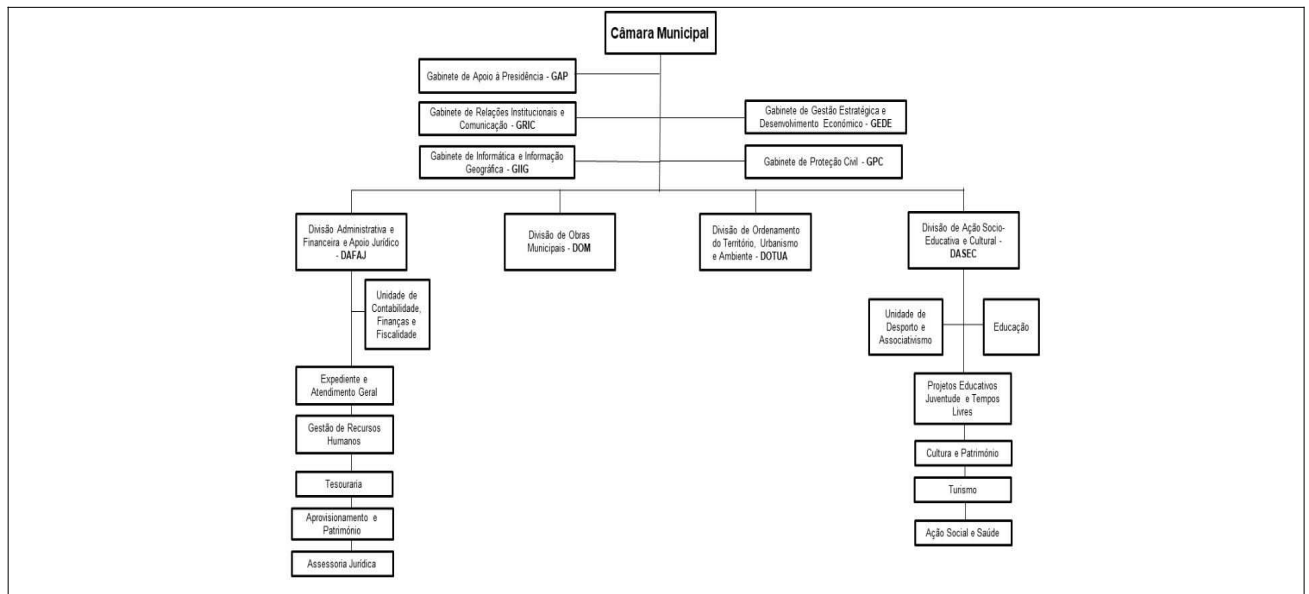 Câmara Municipal
Gabinete de Apoio à Presidência - GAP
Gabinete de Relações Institucionais e
Comunicação - GRIC
Gabinete de Gestão Estratégica e
Desenvolvimento Económico - GEDE
Gabinete de Informática e Informação
Geográfica - GIIG
Gabinete de Proteção Civil - GPC
Divisão Administrativa e
Financeira e Apoio Jurídico
- DAFAJ
Divisão de Obras
Municipais - DOM
Divisão de Ordenamento
do Território, Urbanismo
e Ambiente - DOTUA
Divisão de Ação Socio-
Educativa e Cultural -
DASEC
Unidade de
Contabilidade,
Finanças e
Fiscalidade
Unidade de
Desporto e
Associativismo
Educação
Expediente e
Atendimento Geral
Gestão de Recursos
Humanos
Tesouraria
Aprovisionamento e
Património
Assessoria Jurídica
Projetos Educativos
Juventude e Tempos
Livres
Cultura e Património
Turismo
Ação Social e Saúde